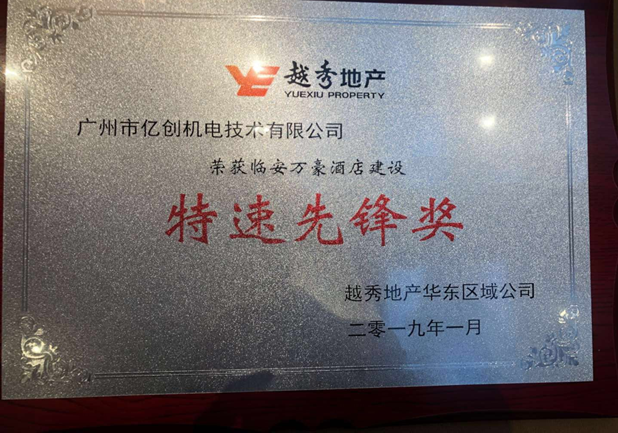 越秀地产
YUEXIU PROPERTY
广州市亿创机电技术有限公司
荣获临安万豪酒店建设
特速先锋奖
越秀地产华东区域公司
二零一九年一月